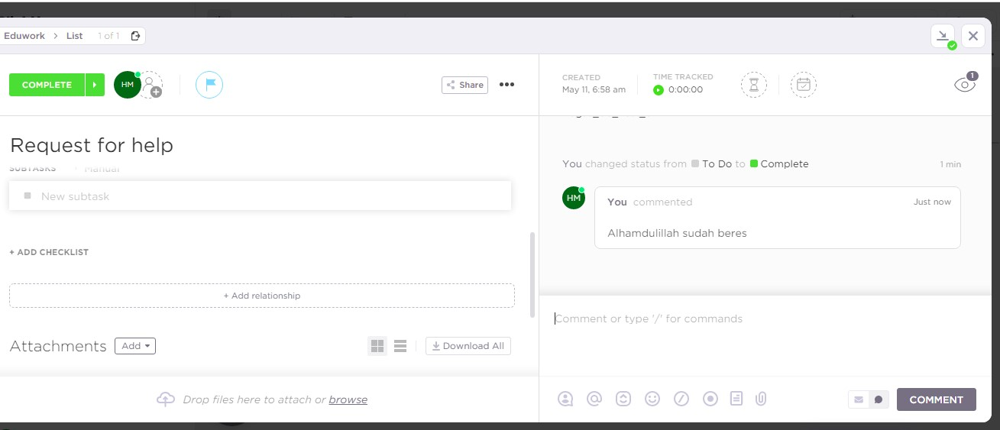 Eduwork > List 1 of 1
COMPLETE
HM
Share
Request for help
SUBTASKS Manual
New subtask
+ ADD CHECKLIST
+ Add relationship
Attachments Add
Download All
Drop files here to attach or browse
CREATED
May 11, 6:58 am
TIME TRACKED
0:00:00
1
You changed status from To Do to Complete
1 min
HM
You commented
Just now
Alhamdulillah sudah beres
Comment or type '/' for commands
COMMENT